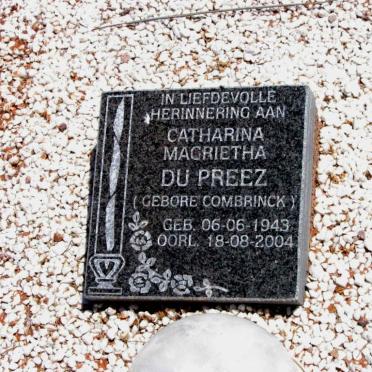 IN LIEFDEVOLLE
HERINNERING AAN
CATHARINA
MAGRIETHA
DU PREEZ
( GEBORE COMBRINCK )
GEB. 06-06-1943
OORL. 18-08-2004